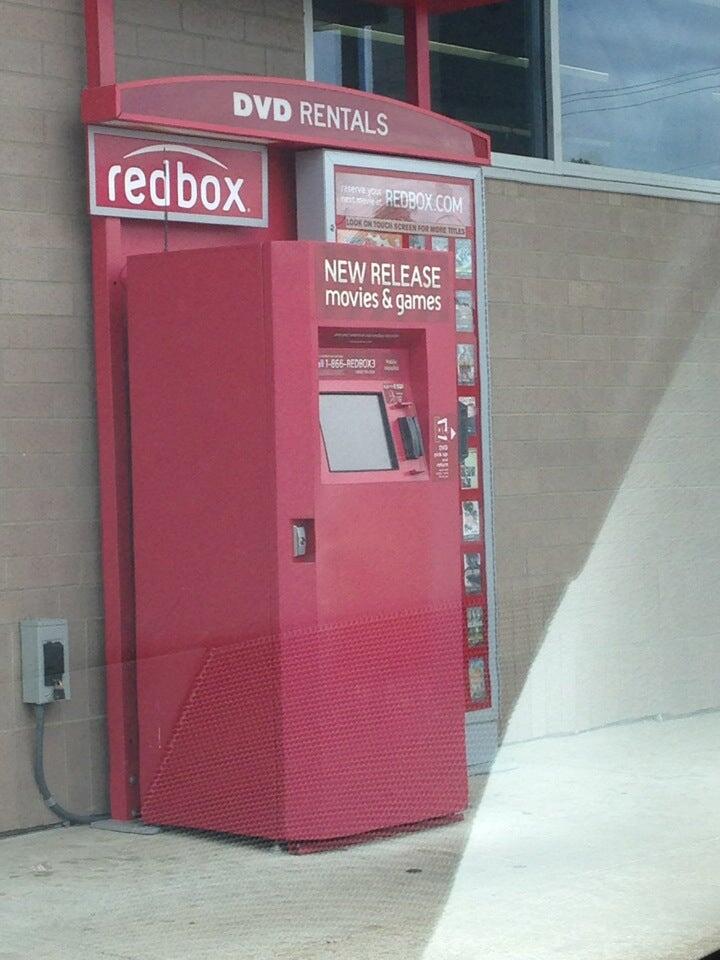 DVD RENTALS
redbox.
reserve your
next movie at REDBOX.COM
LOOK ON TOUCH SCREEN FOR MORE TITLES
NEW RELEASE
movies & games
1-866-REDBOX3
DVD